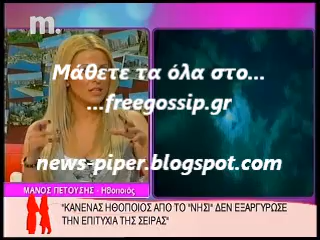 m.
Μάθετε τα όλα στο...
...freegossip.gr
news-piper.blogspot.com
ΜΑΝΟΣ ΠΕΤΟΥΣΗΣ - Ηθοποιός
"ΚΑΝΕΝΑΣ ΗΘΟΠΟΙΟΣ ΑΠΟ ΤΟ "ΝΗΣΙ" ΔΕΝ ΕΞΑΡΓΥΡΩΣΕ
ΤΗΝ ΕΠΙΤΥΧΙΑ ΤΗΣ ΣΕΙΡΑΣ"